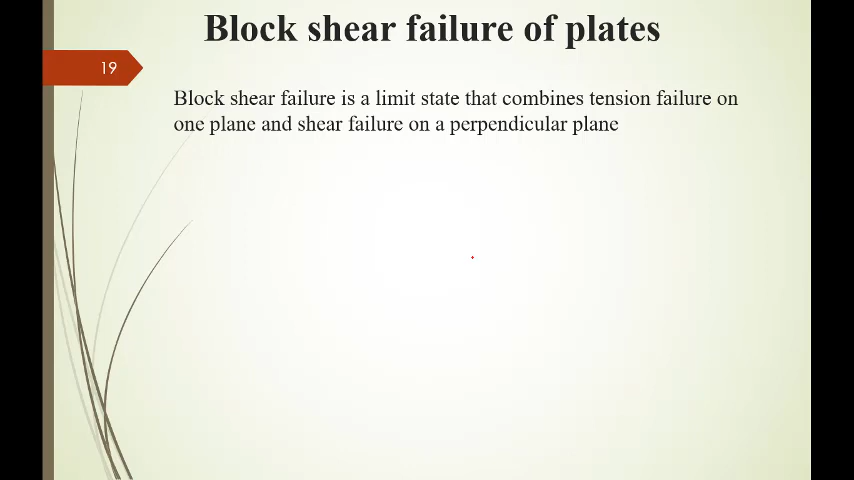 Block shear failure of plates
19
Block shear failure is a limit state that combines tension failure on
one plane and shear failure on a perpendicular plane